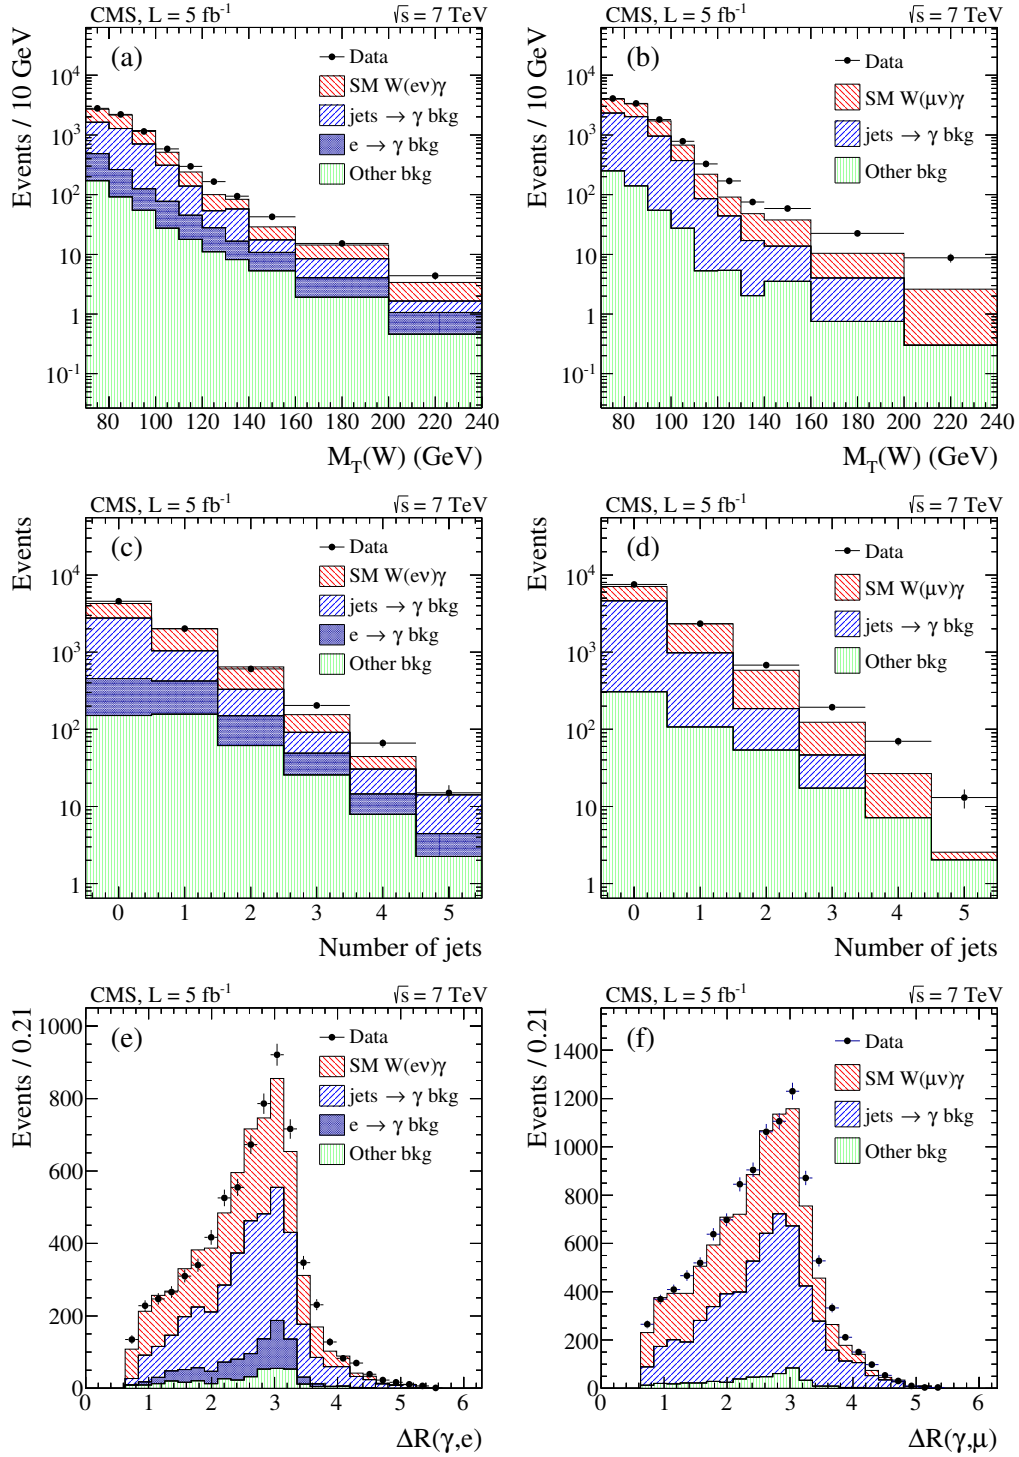 CMS, L = 5 fb⁻¹ √s = 7 TeV
(a)
Events / 10 GeV
Data
SM W(eν)γ
jets → γ bkg
e → γ bkg
Other bkg
10⁴
10³
10²
10
1
10⁻¹
80 100 120 140 160 180 200 220 240
M_T(W) (GeV)
CMS, L = 5 fb⁻¹ √s = 7 TeV
(b)
Events / 10 GeV
Data
SM W(μν)γ
jets → γ bkg
Other bkg
10⁴
10³
10²
10
1
10⁻¹
80 100 120 140 160 180 200 220 240
M_T(W) (GeV)
CMS, L = 5 fb⁻¹ √s = 7 TeV
(c)
Events
Data
SM W(eν)γ
jets → γ bkg
e → γ bkg
Other bkg
10⁴
10³
10²
10
1
0 1 2 3 4 5
Number of jets
CMS, L = 5 fb⁻¹ √s = 7 TeV
(d)
Events
Data
SM W(μν)γ
jets → γ bkg
Other bkg
10⁴
10³
10²
10
1
0 1 2 3 4 5
Number of jets
CMS, L = 5 fb⁻¹ √s = 7 TeV
(e)
Events / 0.21
Data
SM W(eν)γ
jets → γ bkg
e → γ bkg
Other bkg
1000
800
600
400
200
0
0 1 2 3 4 5 6
ΔR(γ,e)
CMS, L = 5 fb⁻¹ √s = 7 TeV
(f)
Events / 0.21
Data
SM W(μν)γ
jets → γ bkg
Other bkg
1400
1200
1000
800
600
400
200
0
0 1 2 3 4 5 6
ΔR(γ,μ)